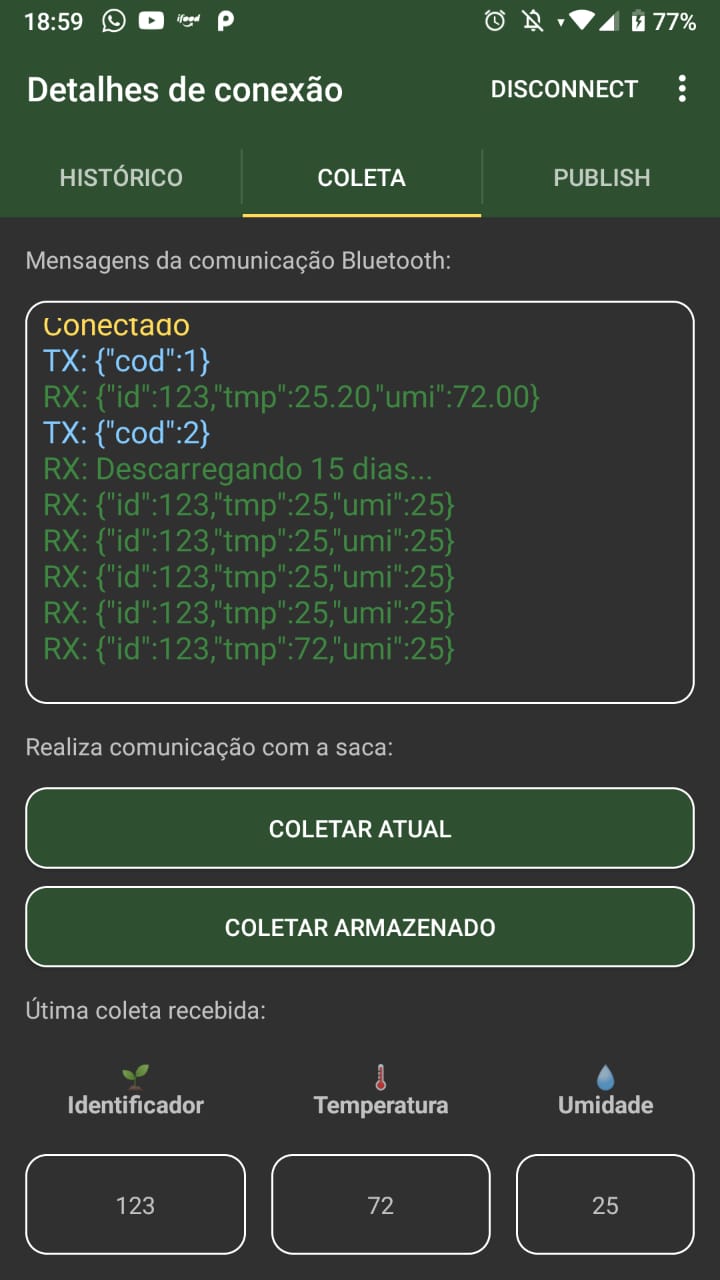 18:59 ifood 77%
Detalhes de conexão DISCONNECT
HISTÓRICO COLETA PUBLISH
Mensagens da comunicação Bluetooth:
Conectado
TX: {"cod":1}
RX: {"id":123,"tmp":25.20,"umi":72.00}
TX: {"cod":2}
RX: Descarregando 15 dias...
RX: {"id":123,"tmp":25,"umi":25}
RX: {"id":123,"tmp":25,"umi":25}
RX: {"id":123,"tmp":25,"umi":25}
RX: {"id":123,"tmp":25,"umi":25}
RX: {"id":123,"tmp":72,"umi":25}
Realiza comunicação com a saca:
COLETAR ATUAL
COLETAR ARMAZENADO
Útima coleta recebida:
Identificador Temperatura Umidade
123 72 25